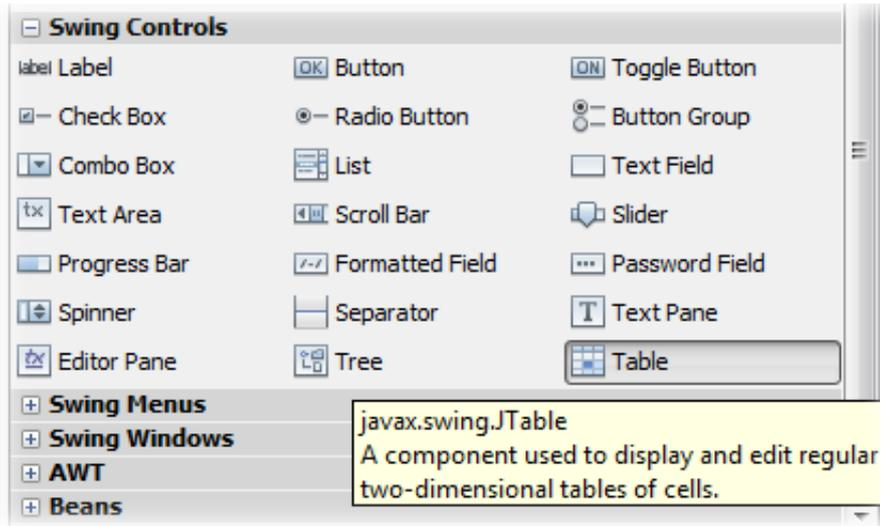 Swing Controls
label Label
OK Button
ON Toggle Button
Check Box
Radio Button
Button Group
Combo Box
List
Text Field
tx Text Area
Scroll Bar
Slider
Progress Bar
Formatted Field
Password Field
Spinner
Separator
T Text Pane
tx Editor Pane
Tree
Table
Swing Menus
Swing Windows
AWT
Beans
javax.swing.JTable
A component used to display and edit regular
two-dimensional tables of cells.